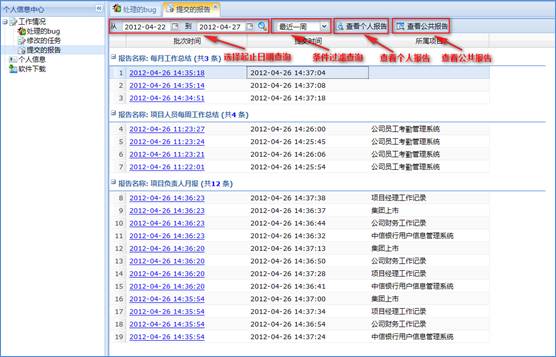 个人信息中心
工作情况
处理的bug
修改的任务
提交的报告
个人信息
软件下载
处理的bug 提交的报告
从 2012-04-22 到 2012-04-27 最近一周 查看个人报告 查看公共报告
批次时间 提交时间 所属项目
选择起止日期查询 条件过滤查询 查看个人报告 查看公共报告
报告名称: 每月工作总结 (共3 条)
1 2012-04-26 14:35:18 2012-04-26 14:37:04
2 2012-04-26 14:35:14 2012-04-26 14:37:08
3 2012-04-26 14:34:51 2012-04-26 14:37:18
报告名称: 项目人员每周工作总结 (共4 条)
4 2012-04-26 11:23:27 2012-04-26 14:26:00 公司员工考勤管理系统
5 2012-04-26 11:23:24 2012-04-26 14:25:45 公司员工考勤管理系统
6 2012-04-26 11:23:21 2012-04-26 14:26:06 公司员工考勤管理系统
7 2012-04-26 11:22:01 2012-04-26 14:25:54 公司员工考勤管理系统
报告名称: 项目负责人月报 (共12 条)
8 2012-04-26 14:36:23 2012-04-26 14:37:38 项目经理工作记录
9 2012-04-26 14:36:23 2012-04-26 14:36:37 集团上市
10 2012-04-26 14:36:23 2012-04-26 14:36:44 公司财务工作记录
11 2012-04-26 14:36:23 2012-04-26 14:36:32 中信银行用户信息管理系统
12 2012-04-26 14:36:20 2012-04-26 14:37:13 集团上市
13 2012-04-26 14:36:20 2012-04-26 14:36:50 公司财务工作记录
14 2012-04-26 14:36:20 2012-04-26 14:37:28 项目经理工作记录
15 2012-04-26 14:36:20 2012-04-26 14:36:41 中信银行用户信息管理系统
16 2012-04-26 14:35:54 2012-04-26 14:37:00 集团上市
17 2012-04-26 14:35:54 2012-04-26 14:37:34 项目经理工作记录
18 2012-04-26 14:35:54 2012-04-26 14:36:54 公司财务工作记录
19 2012-04-26 14:35:54 2012-04-26 14:37:24 中信银行用户信息管理系统